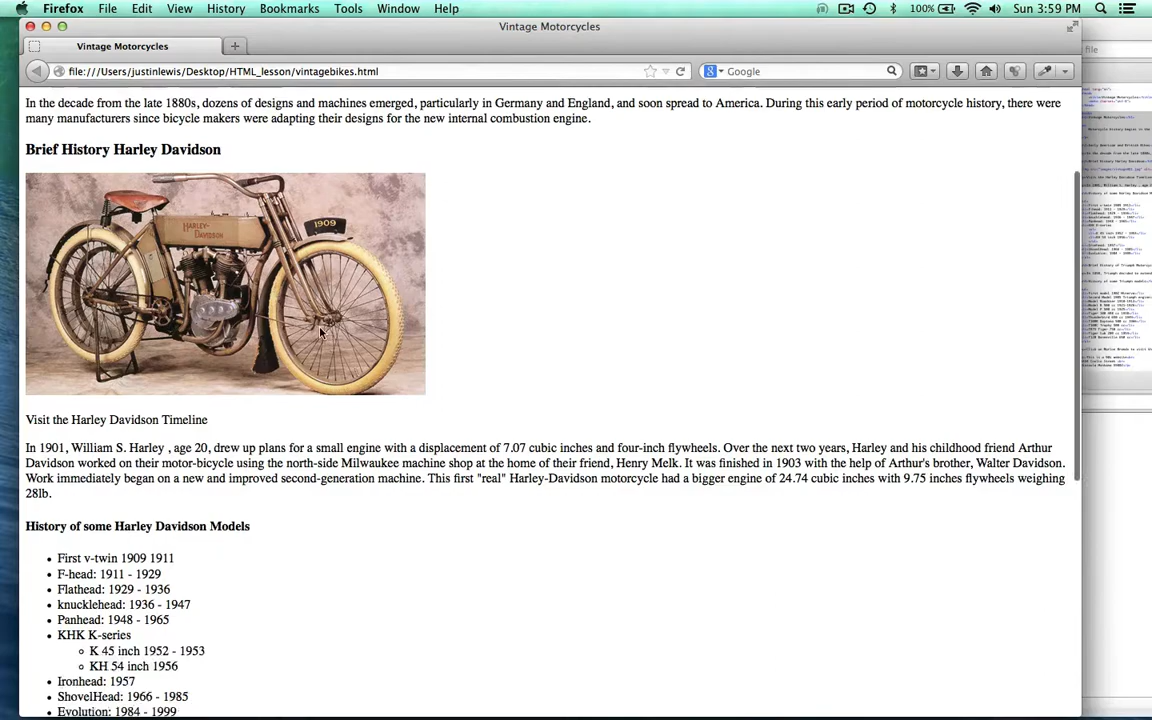 Firefox File Edit View History Bookmarks Tools Window Help 100% Sun 3:59 PM
Vintage Motorcycles
Vintage Motorcycles
file
file:///Users/justinlewis/Desktop/HTML_lesson/vintagebikes.html
Google
In the decade from the late 1880s, dozens of designs and machines emerged, particularly in Germany and England, and soon spread to America. During this early period of motorcycle history, there were
many manufacturers since bicycle makers were adapting their designs for the new internal combustion engine.
Brief History Harley Davidson
HARLEY-
DAVIDSON
1909
Visit the Harley Davidson Timeline
In 1901, William S. Harley , age 20, drew up plans for a small engine with a displacement of 7.07 cubic inches and four-inch flywheels. Over the next two years, Harley and his childhood friend Arthur
Davidson worked on their motor-bicycle using the north-side Milwaukee machine shop at the home of their friend, Henry Melk. It was finished in 1903 with the help of Arthur's brother, Walter Davidson.
Work immediately began on a new and improved second-generation machine. This first "real" Harley-Davidson motorcycle had a bigger engine of 24.74 cubic inches with 9.75 inches flywheels weighing
28lb.
History of some Harley Davidson Models
First v-twin 1909 1911
F-head: 1911 - 1929
Flathead: 1929 - 1936
knucklehead: 1936 - 1947
Panhead: 1948 - 1965
KHK K-series
K 45 inch 1952 - 1953
KH 54 inch 1956
Ironhead: 1957
ShovelHead: 1966 - 1985
Evolution: 1984 - 1999